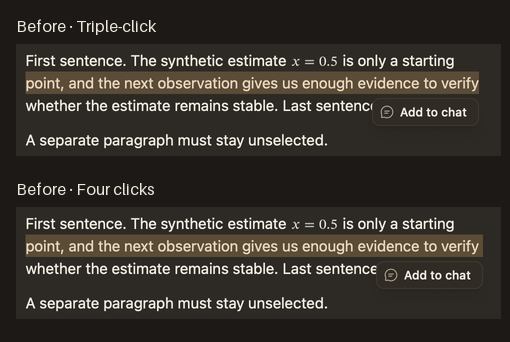 Before · Triple-click
First sentence. The synthetic estimate x = 0.5 is only a starting
point, and the next observation gives us enough evidence to verify
whether the estimate remains stable. Last sentence
Add to chat
A separate paragraph must stay unselected.
Before · Four clicks
First sentence. The synthetic estimate x = 0.5 is only a starting
point, and the next observation gives us enough evidence to verify
whether the estimate remains stable. Last sentence
Add to chat
A separate paragraph must stay unselected.